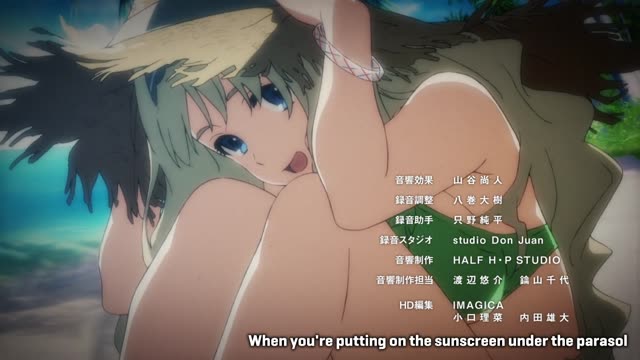 音響効果 山谷尚人
録音調整 八巻大樹
録音助手 只野純平
録音スタジオ studio Don Juan
音響制作 HALF H・P STUDIO
音響制作担当 渡辺悠介 鎬山千代
HD編集 IMAGICA
小口理菜 内田雄大
When you're putting on the sunscreen under the parasol